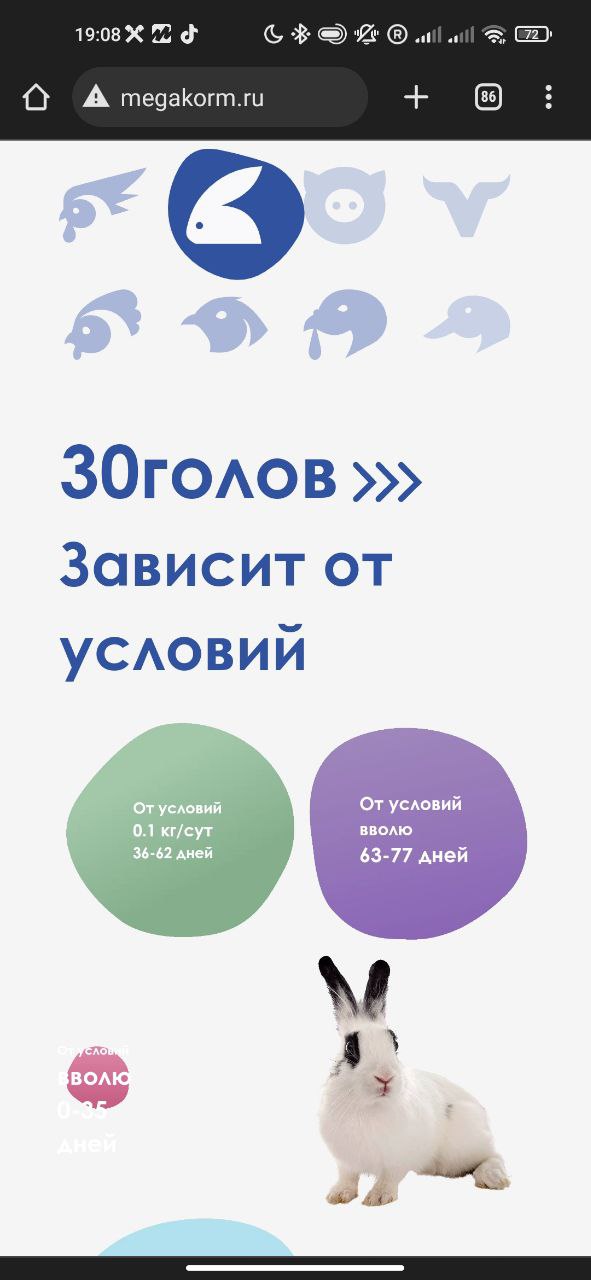 19:08
72
megakorm.ru
86
30голов
Зависит от
условий
От условий
0.1 кг/сут
36-62 дней
От условий
вволю
63-77 дней
От условий
вволю
0-35
дней